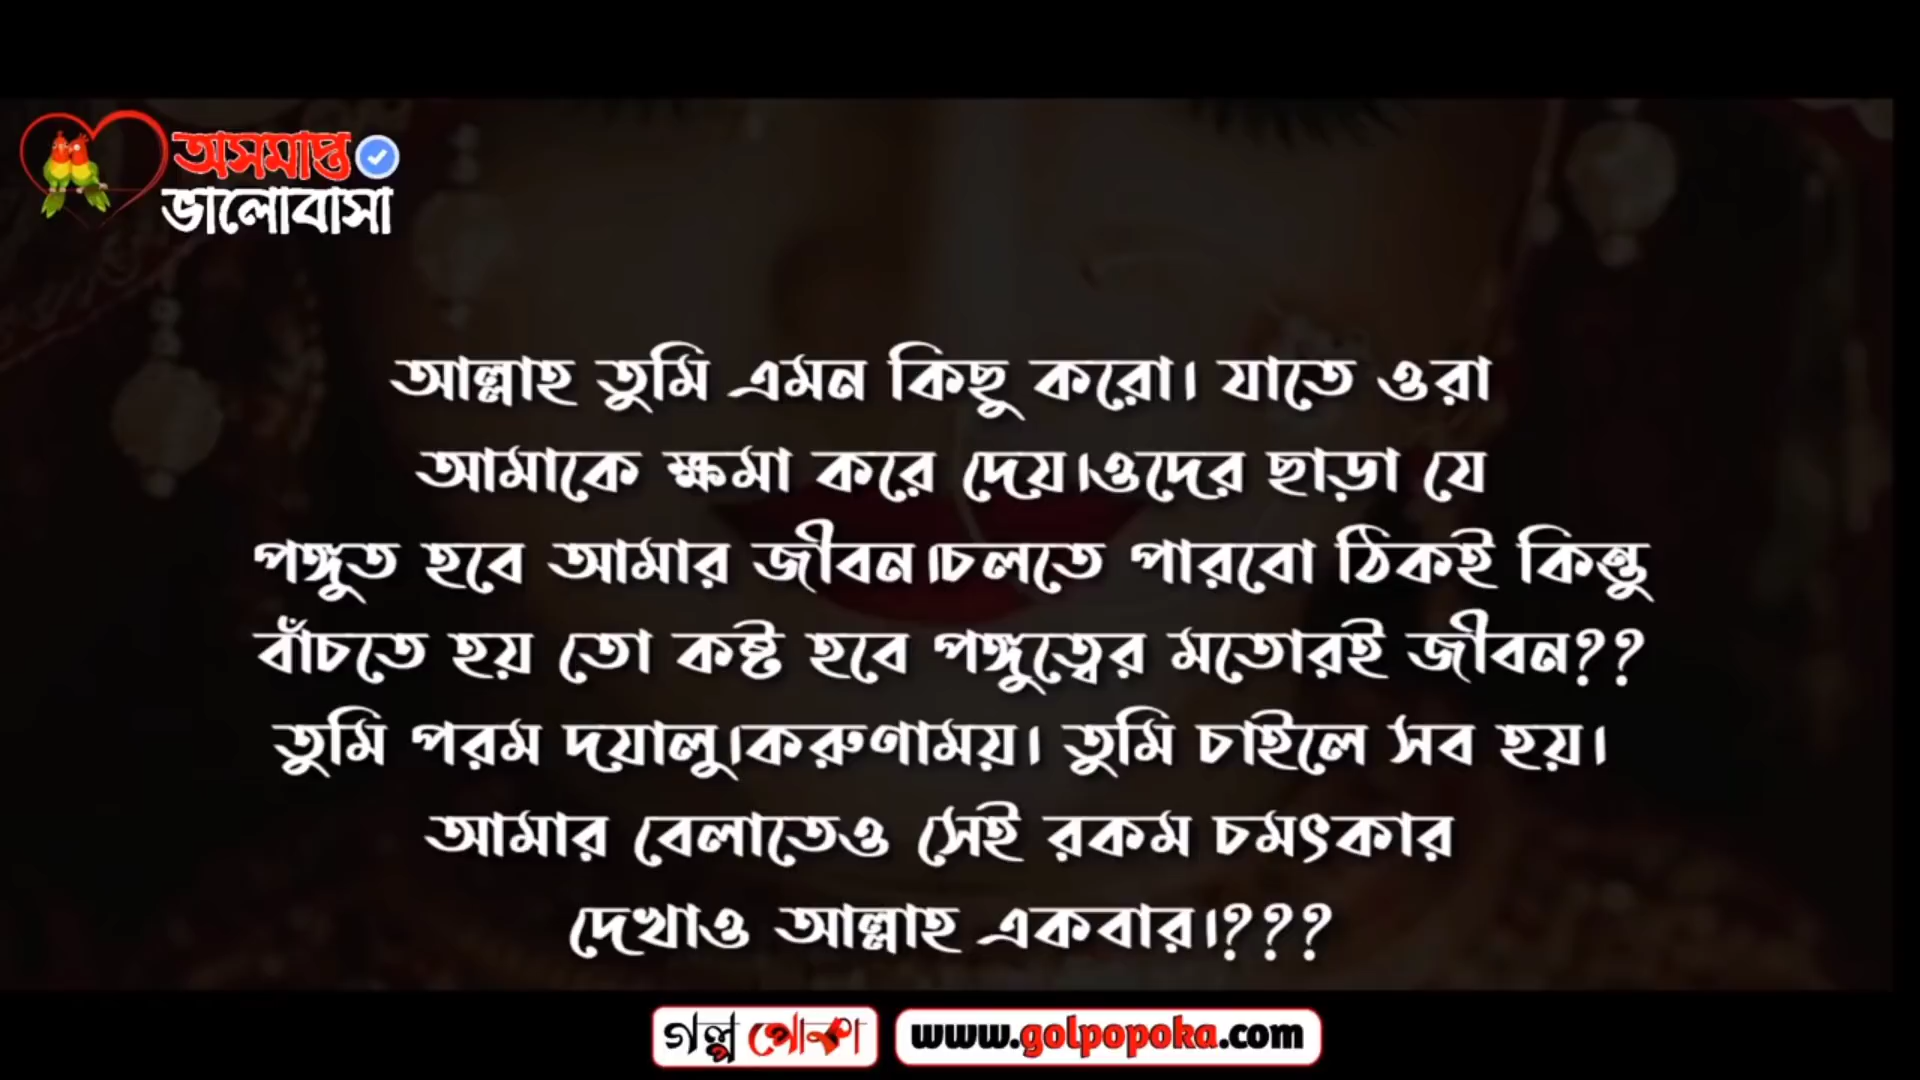 অসমাপ্ত
ভালোবাসা
আল্লাহ তুমি এমন কিছু করো। যাতে ওরা
আমাকে ক্ষমা করে দেয়।ওদের ছাড়া যে
পঙ্গুত হবে আমার জীবন।চলতে পারবো ঠিকই কিন্তু
বাঁচতে হয় তো কষ্ট হবে পঙ্গুত্বের মতোরই জীবন??
তুমি পরম দয়ালু।করুণাময়। তুমি চাইলে সব হয়।
আমার বেলাতেও সেই রকম চমৎকার
দেখাও আল্লাহ একবার।???
গল্প পোকা
www.golpopoka.com